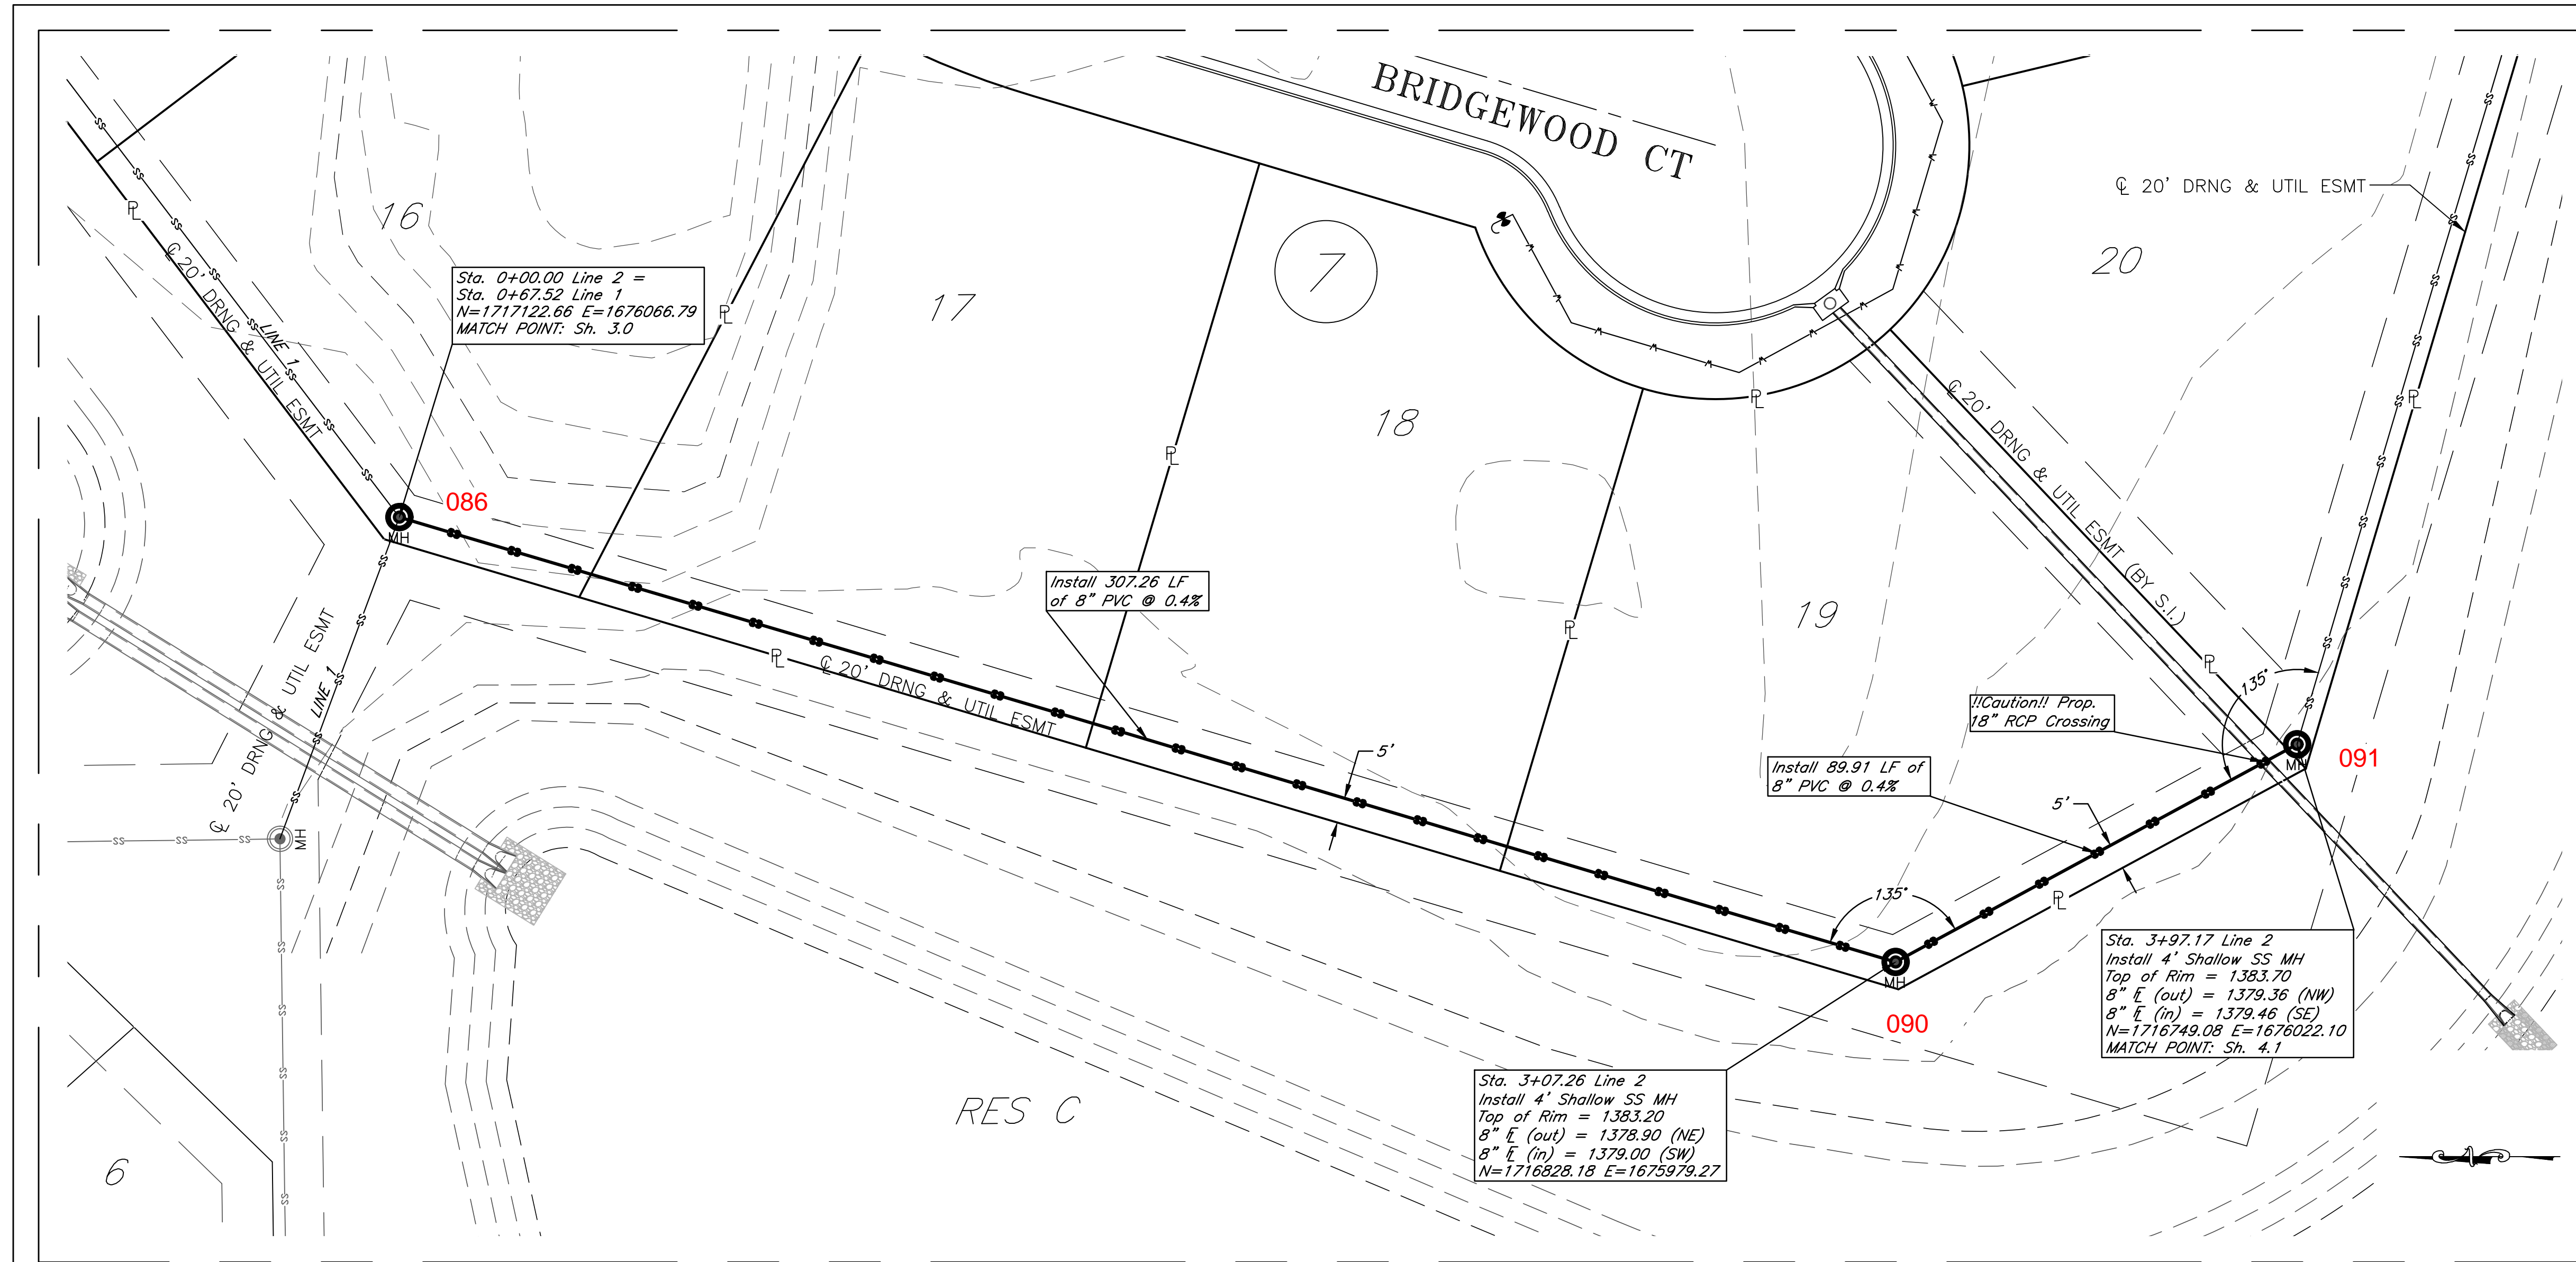 BRIDGEWOOD CT
℄ 20' DRNG & UTIL ESMT
16
17
7
18
19
20
6
RES C
Sta. 0+00.00 Line 2 =
Sta. 0+67.52 Line 1
N=1717122.66 E=1676066.79
MATCH POINT: Sh. 3.0
℄ 20' DRNG & UTIL ESMT
LINE 1
086
MH
℄ 20' DRNG & UTIL ESMT
LINE 1
MH
Install 307.26 LF
of 8" PVC @ 0.4%
℄ 20' DRNG & UTIL ESMT
5'
℄ 20' DRNG & UTIL ESMT (BY S.I.)
135°
!!Caution!! Prop.
18" RCP Crossing
Install 89.91 LF of
8" PVC @ 0.4%
5'
MH
091
135°
MH
090
Sta. 3+97.17 Line 2
Install 4' Shallow SS MH
Top of Rim = 1383.70
8" FL (out) = 1379.36 (NW)
8" FL (in) = 1379.46 (SE)
N=1716749.08 E=1676022.10
MATCH POINT: Sh. 4.1
Sta. 3+07.26 Line 2
Install 4' Shallow SS MH
Top of Rim = 1383.20
8" FL (out) = 1378.90 (NE)
8" FL (in) = 1379.00 (SW)
N=1716828.18 E=1675979.27